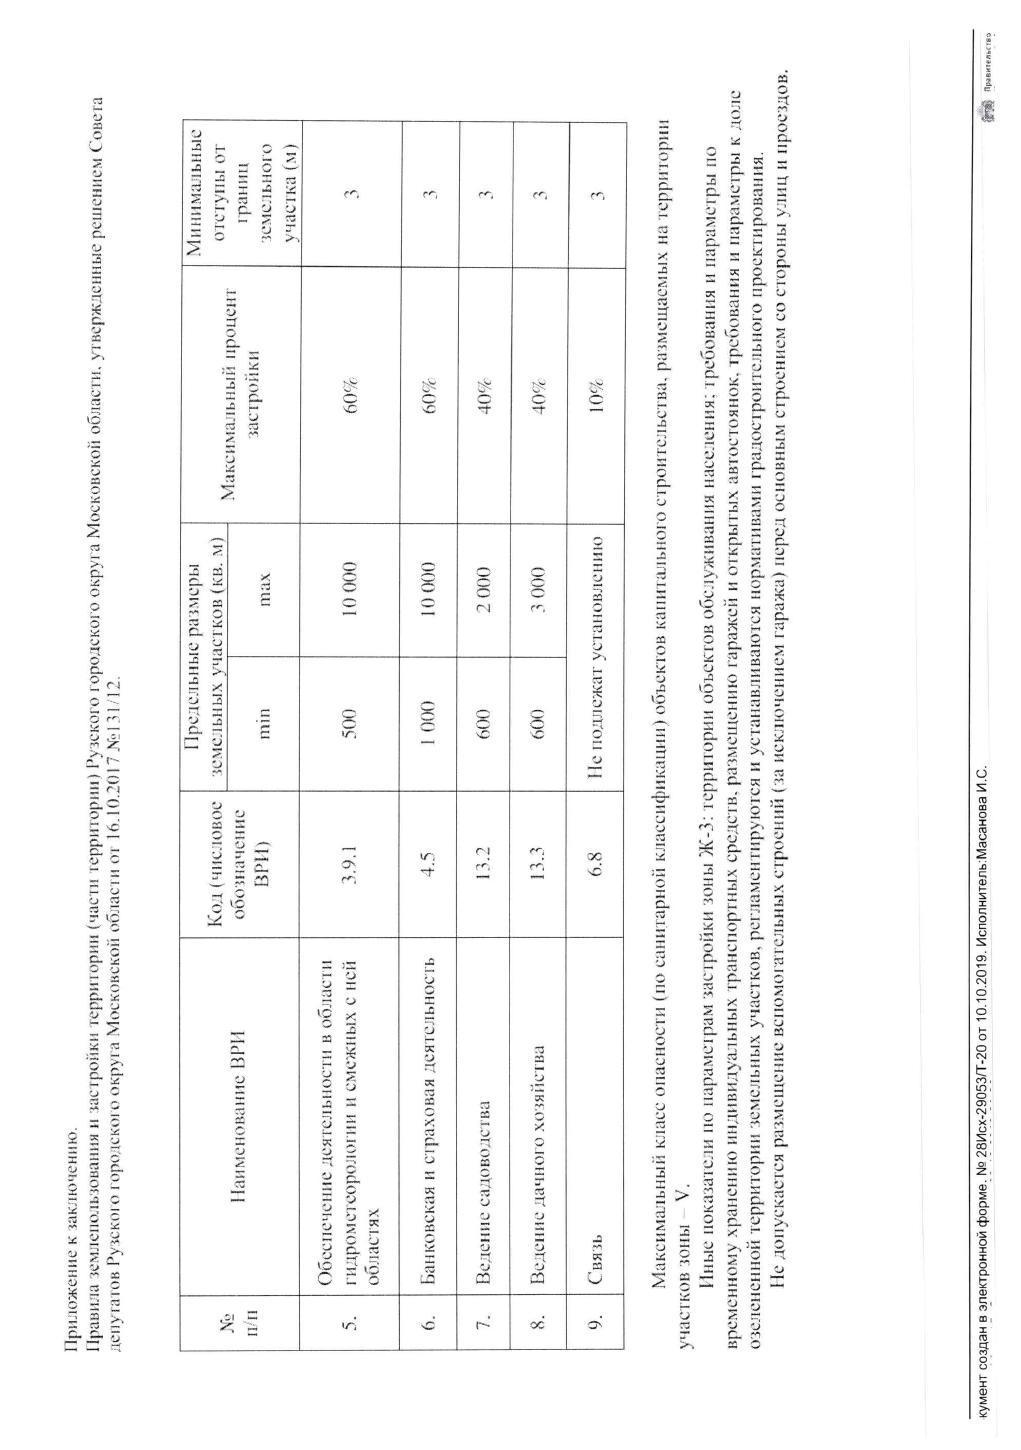 Приложение к заключению.
Правила землепользования и застройки территории (части территории) Рузского городского округа Московской области, утвержденные решением Совета
депутатов Рузского городского округа Московской области от 16.10.2017 №131/12.
№ п/п
Наименование ВРИ
Код (числовое обозначение ВРИ)
Предельные размеры земельных участков (кв. м)
min
max
Максимальный процент застройки
Минимальные отступы от границ земельного участка (м)
5. Обеспечение деятельности в области гидрометеорологии и смежных с ней областях 3.9.1 500 10 000 60% 3
6. Банковская и страховая деятельность 4.5 1 000 10 000 60% 3
7. Ведение садоводства 13.2 600 2 000 40% 3
8. Ведение дачного хозяйства 13.3 600 3 000 40% 3
9. Связь 6.8 Не подлежат установлению 10% 3
Максимальный класс опасности (по санитарной классификации) объектов капитального строительства, размещаемых на территории
участков зоны – V.
Иные показатели по параметрам застройки зоны Ж-3: территории объектов обслуживания населения; требования и параметры по
временному хранению индивидуальных транспортных средств, размещению гаражей и открытых автостоянок, требования и параметры к доле
озелененной территории земельных участков, регламентируются и устанавливаются нормативами градостроительного проектирования.
Не допускается размещение вспомогательных строений (за исключением гаража) перед основным строением со стороны улиц и проездов.
кумент создан в электронной форме. № 28Исх-29053/Т-20 от 10.10.2019. Исполнитель:Масанова И.С.
Правительство